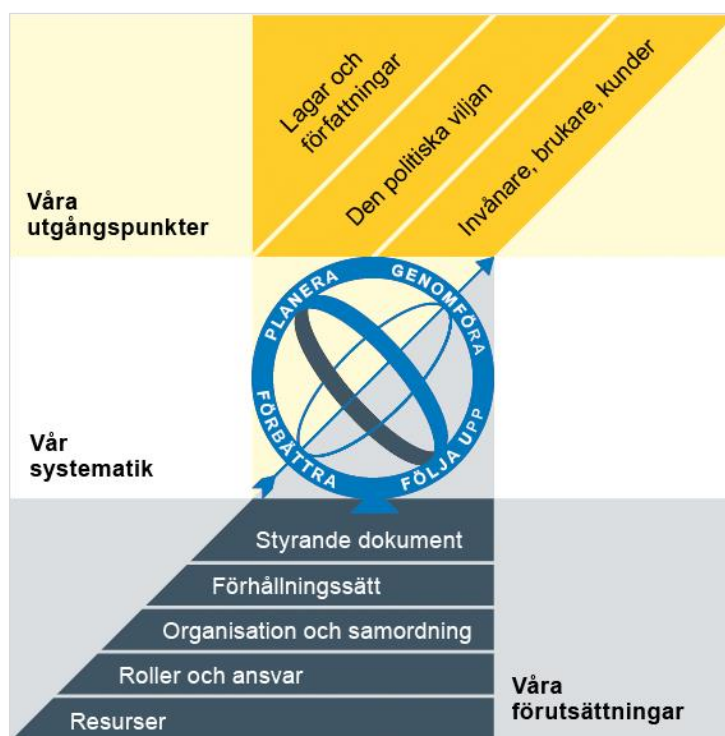 Lagar och
författningar
Den politiska viljan
Invånare, brukare, kunder
Våra
utgångspunkter
PLANERA
GENOMFÖRA
FÖLJA UPP
FÖRBÄTTRA
Vår
systematik
Styrande dokument
Förhållningssätt
Organisation och samordning
Roller och ansvar
Resurser
Våra
förutsättningar